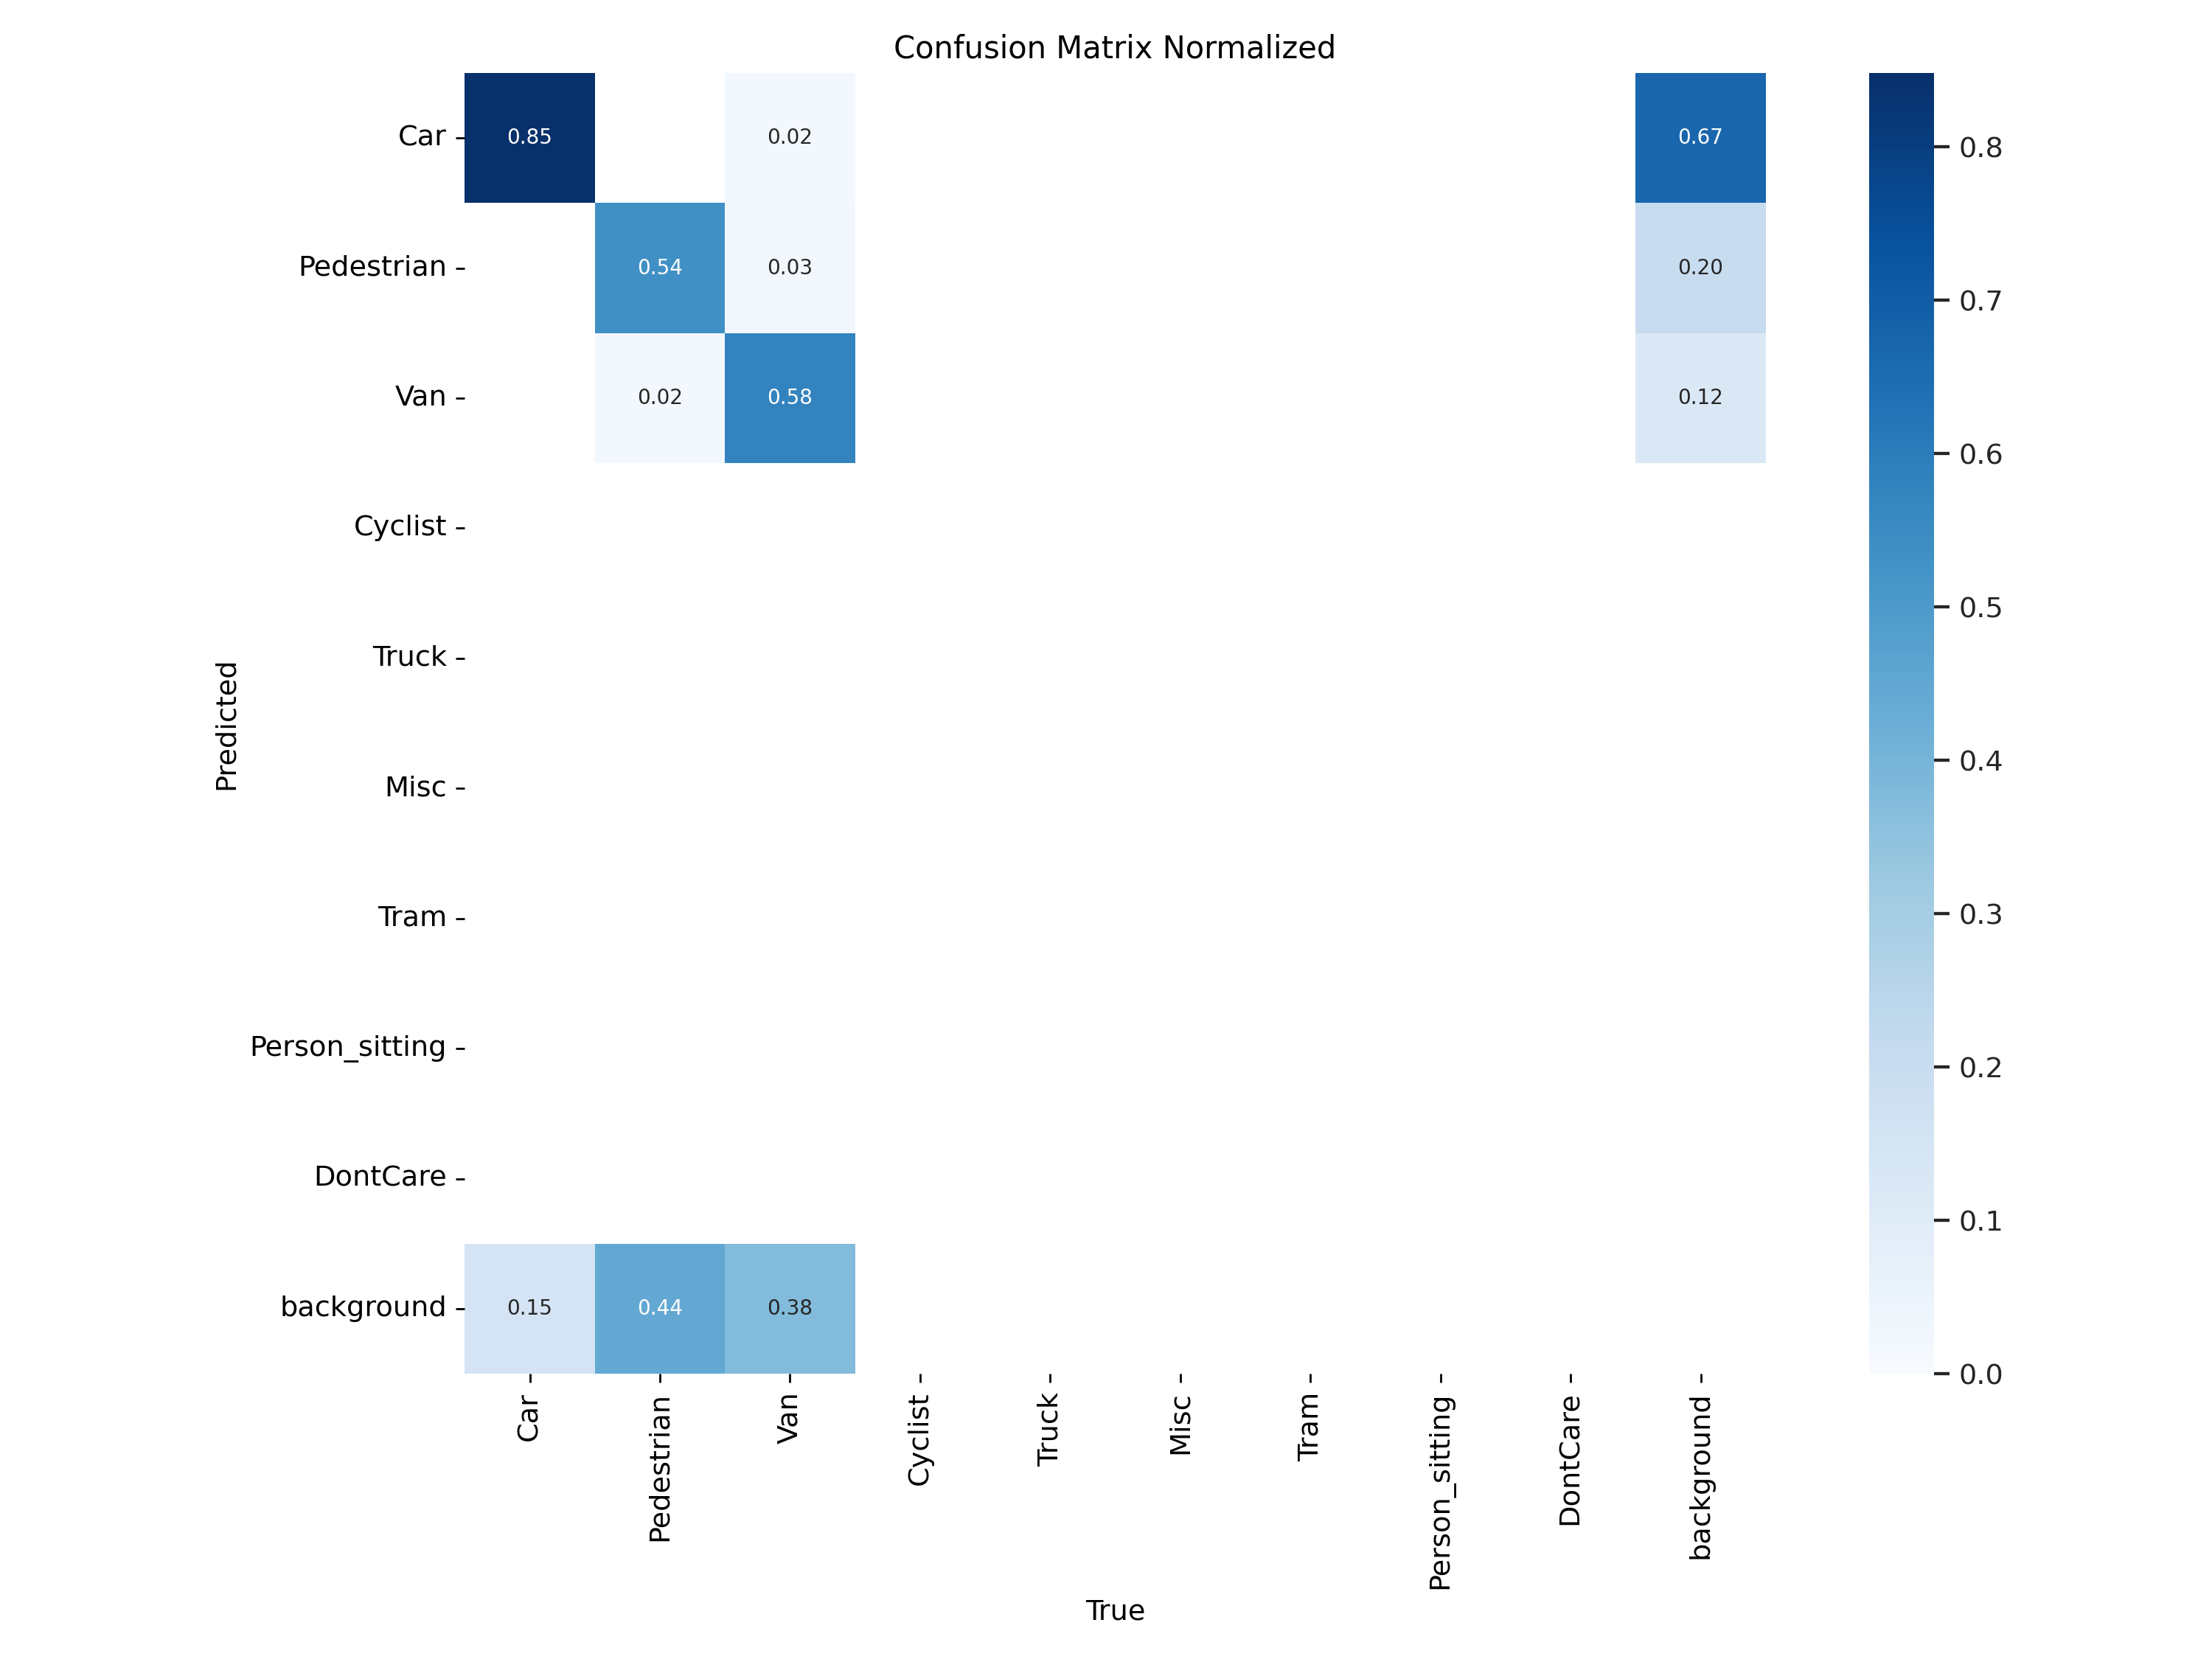 Confusion Matrix Normalized
Car 0.85 0.02 0.67
Pedestrian 0.54 0.03 0.20
Van 0.02 0.58 0.12
Cyclist
Truck
Misc
Tram
Person_sitting
DontCare
background 0.15 0.44 0.38
Predicted
Car Pedestrian Van Cyclist Truck Misc Tram Person_sitting DontCare background
True
0.8
0.7
0.6
0.5
0.4
0.3
0.2
0.1
0.0